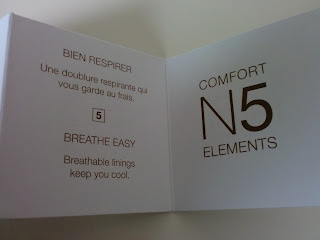 BIEN RESPIRER
Une doublure respirante qui
vous garde au frais.
5
BREATHE EASY
Breathable linings
keep you cool.
COMFORT
N5
ELEMENTS